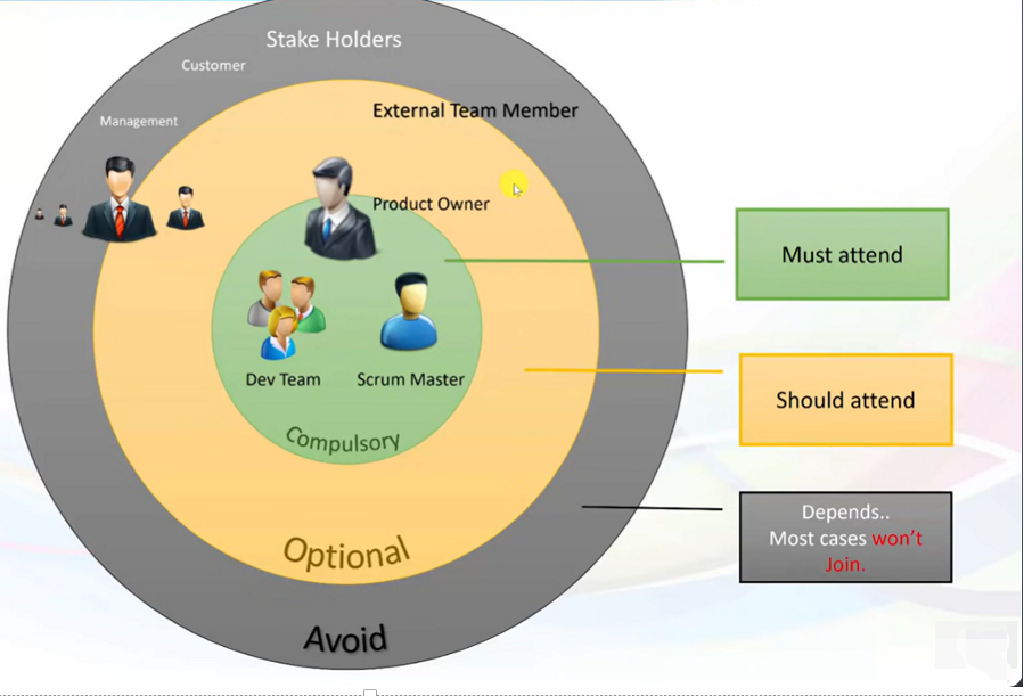 Stake Holders
Customer
External Team Member
Management
Product Owner
Dev Team
Scrum Master
Compulsory
Optional
Avoid
Must attend
Should attend
Depends..
Most cases won't
Join.